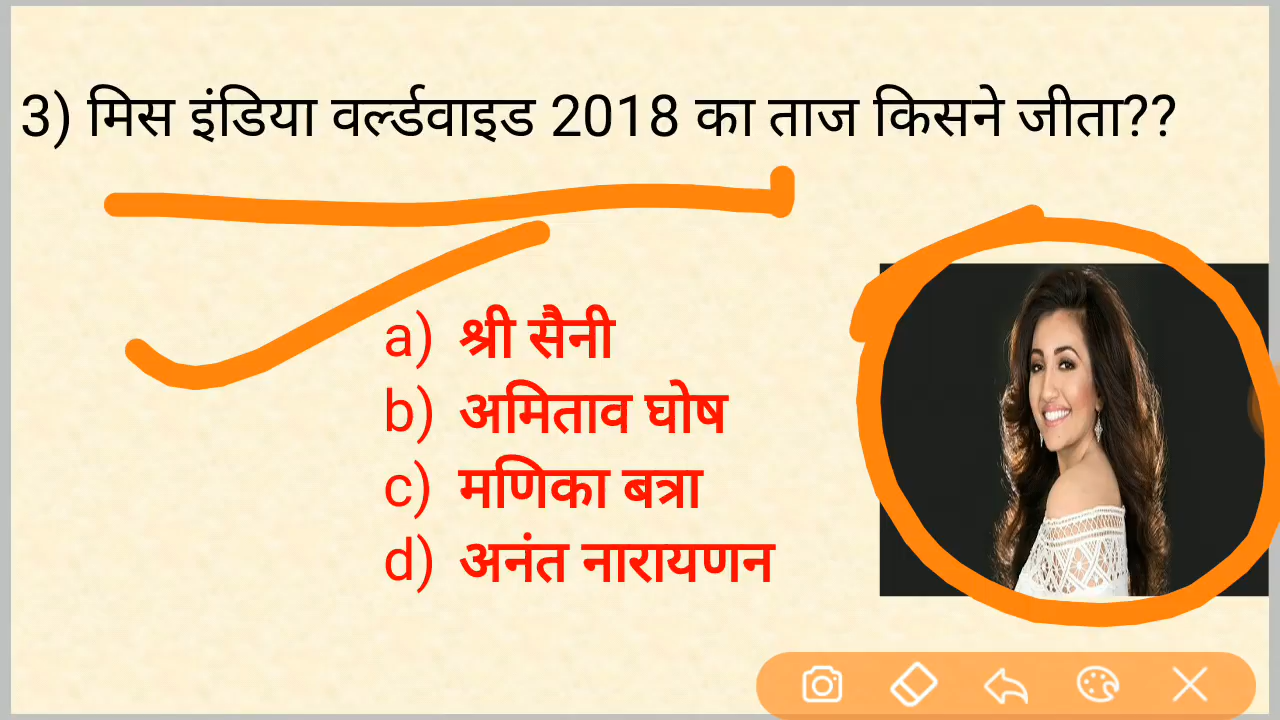 3) मिस इंडिया वर्ल्डवाइड 2018 का ताज किसने जीता??
a) श्री सैनी
b) अमिताव घोष
c) मणिका बत्रा
d) अनंत नारायणन